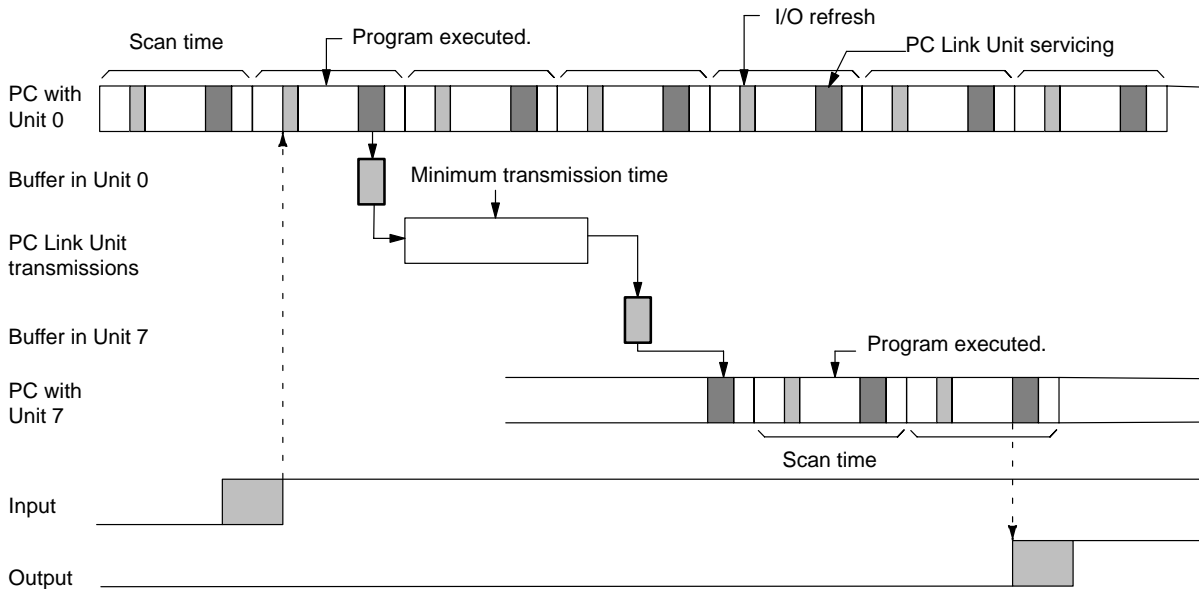 I/O refresh
Scan time
Program executed.
PC Link Unit servicing
PC with
Unit 0
Buffer in Unit 0
Minimum transmission time
PC Link Unit
transmissions
Buffer in Unit 7
Program executed.
PC with
Unit 7
Scan time
Input
Output